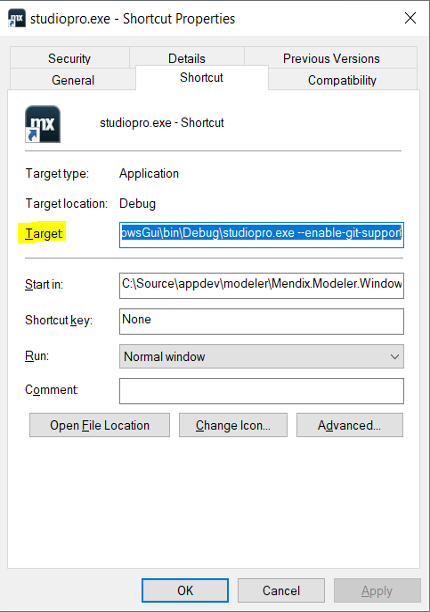 studiopro.exe - Shortcut Properties
Security Details Previous Versions
General Shortcut Compatibility
mx studiopro.exe - Shortcut
Target type: Application
Target location: Debug
Target: owsGui\bin\Debug\studiopro.exe --enable-git-support
Start in: C:\Source\appdev\modeler\Mendix.Modeler.Window
Shortcut key: None
Run: Normal window
Comment:
Open File Location Change Icon... Advanced...
OK Cancel Apply